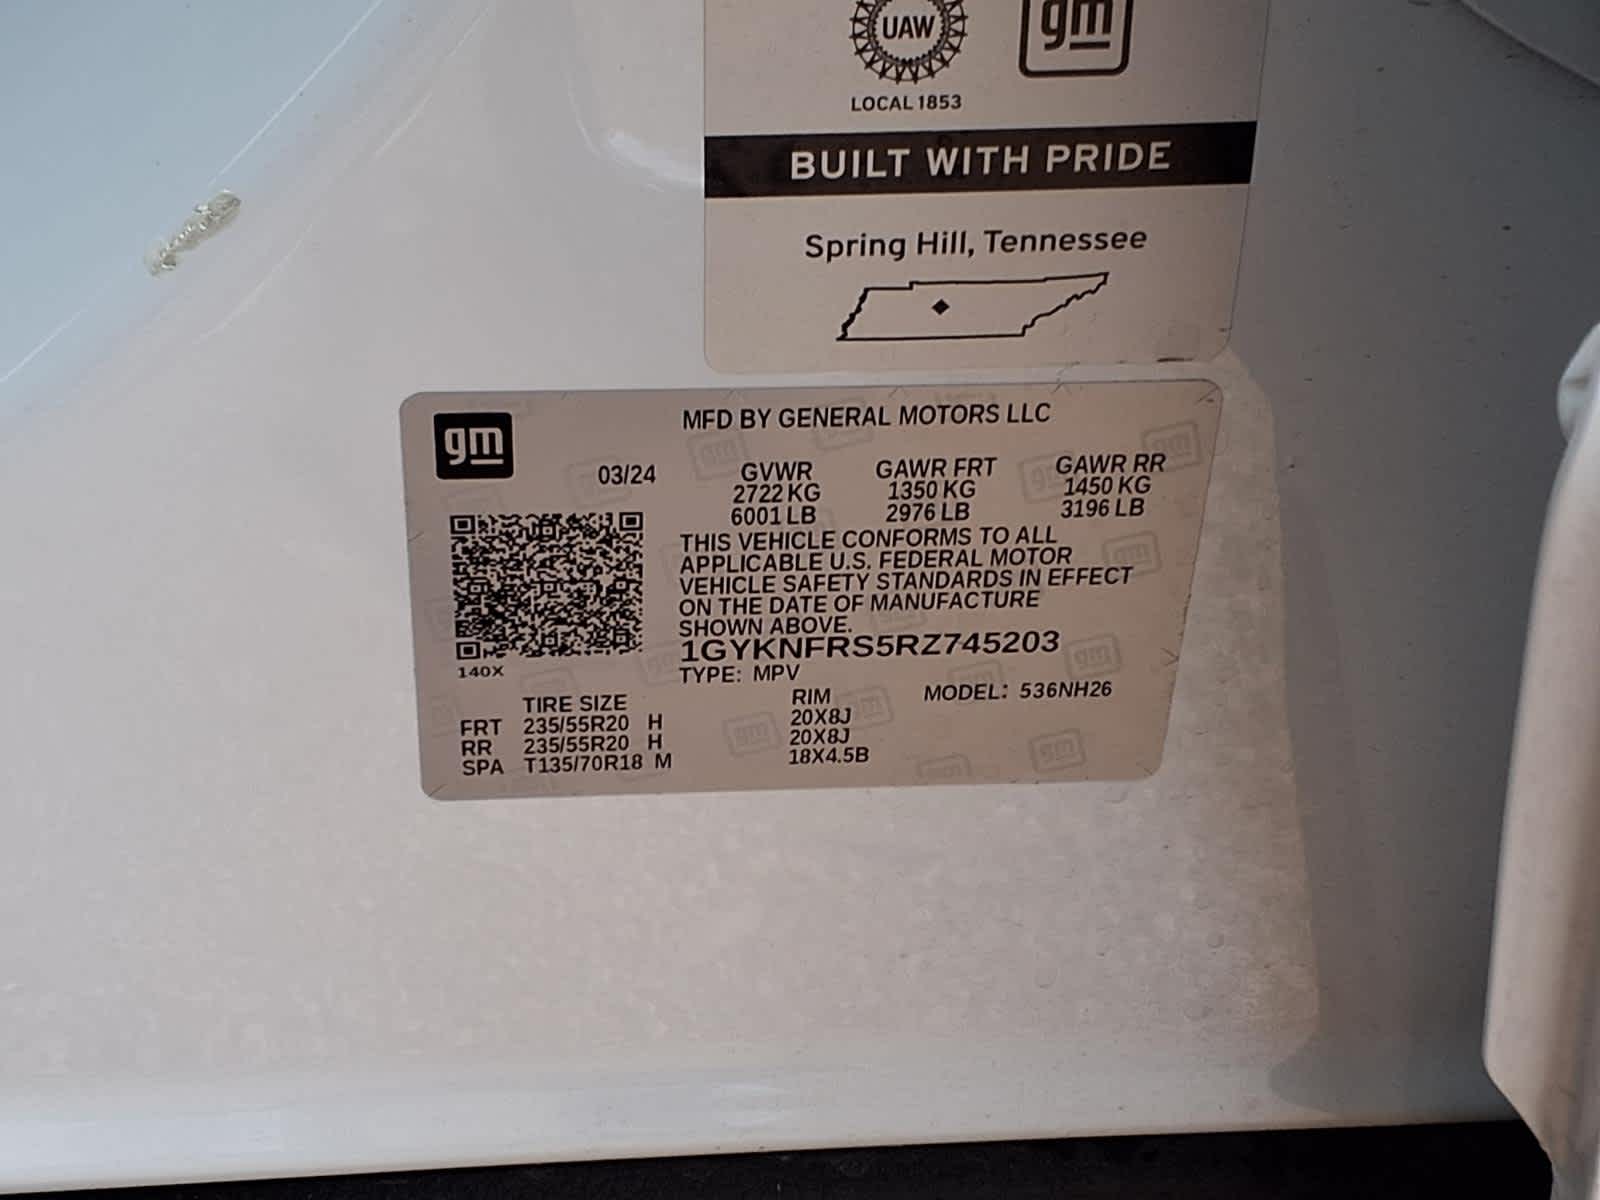 UAW
gm
LOCAL 1853
BUILT WITH PRIDE
Spring Hill, Tennessee
gm
MFD BY GENERAL MOTORS LLC
03/24
GVWR GAWR FRT GAWR RR
2722 KG 1350 KG 1450 KG
6001 LB 2976 LB 3196 LB
THIS VEHICLE CONFORMS TO ALL
APPLICABLE U.S. FEDERAL MOTOR
VEHICLE SAFETY STANDARDS IN EFFECT
ON THE DATE OF MANUFACTURE
SHOWN ABOVE.
1GYKNFRS5RZ745203
140X
TYPE: MPV
TIRE SIZE RIM MODEL: 536NH26
FRT 235/55R20 H 20X8J
RR 235/55R20 H 20X8J
SPA T135/70R18 M 18X4.5B